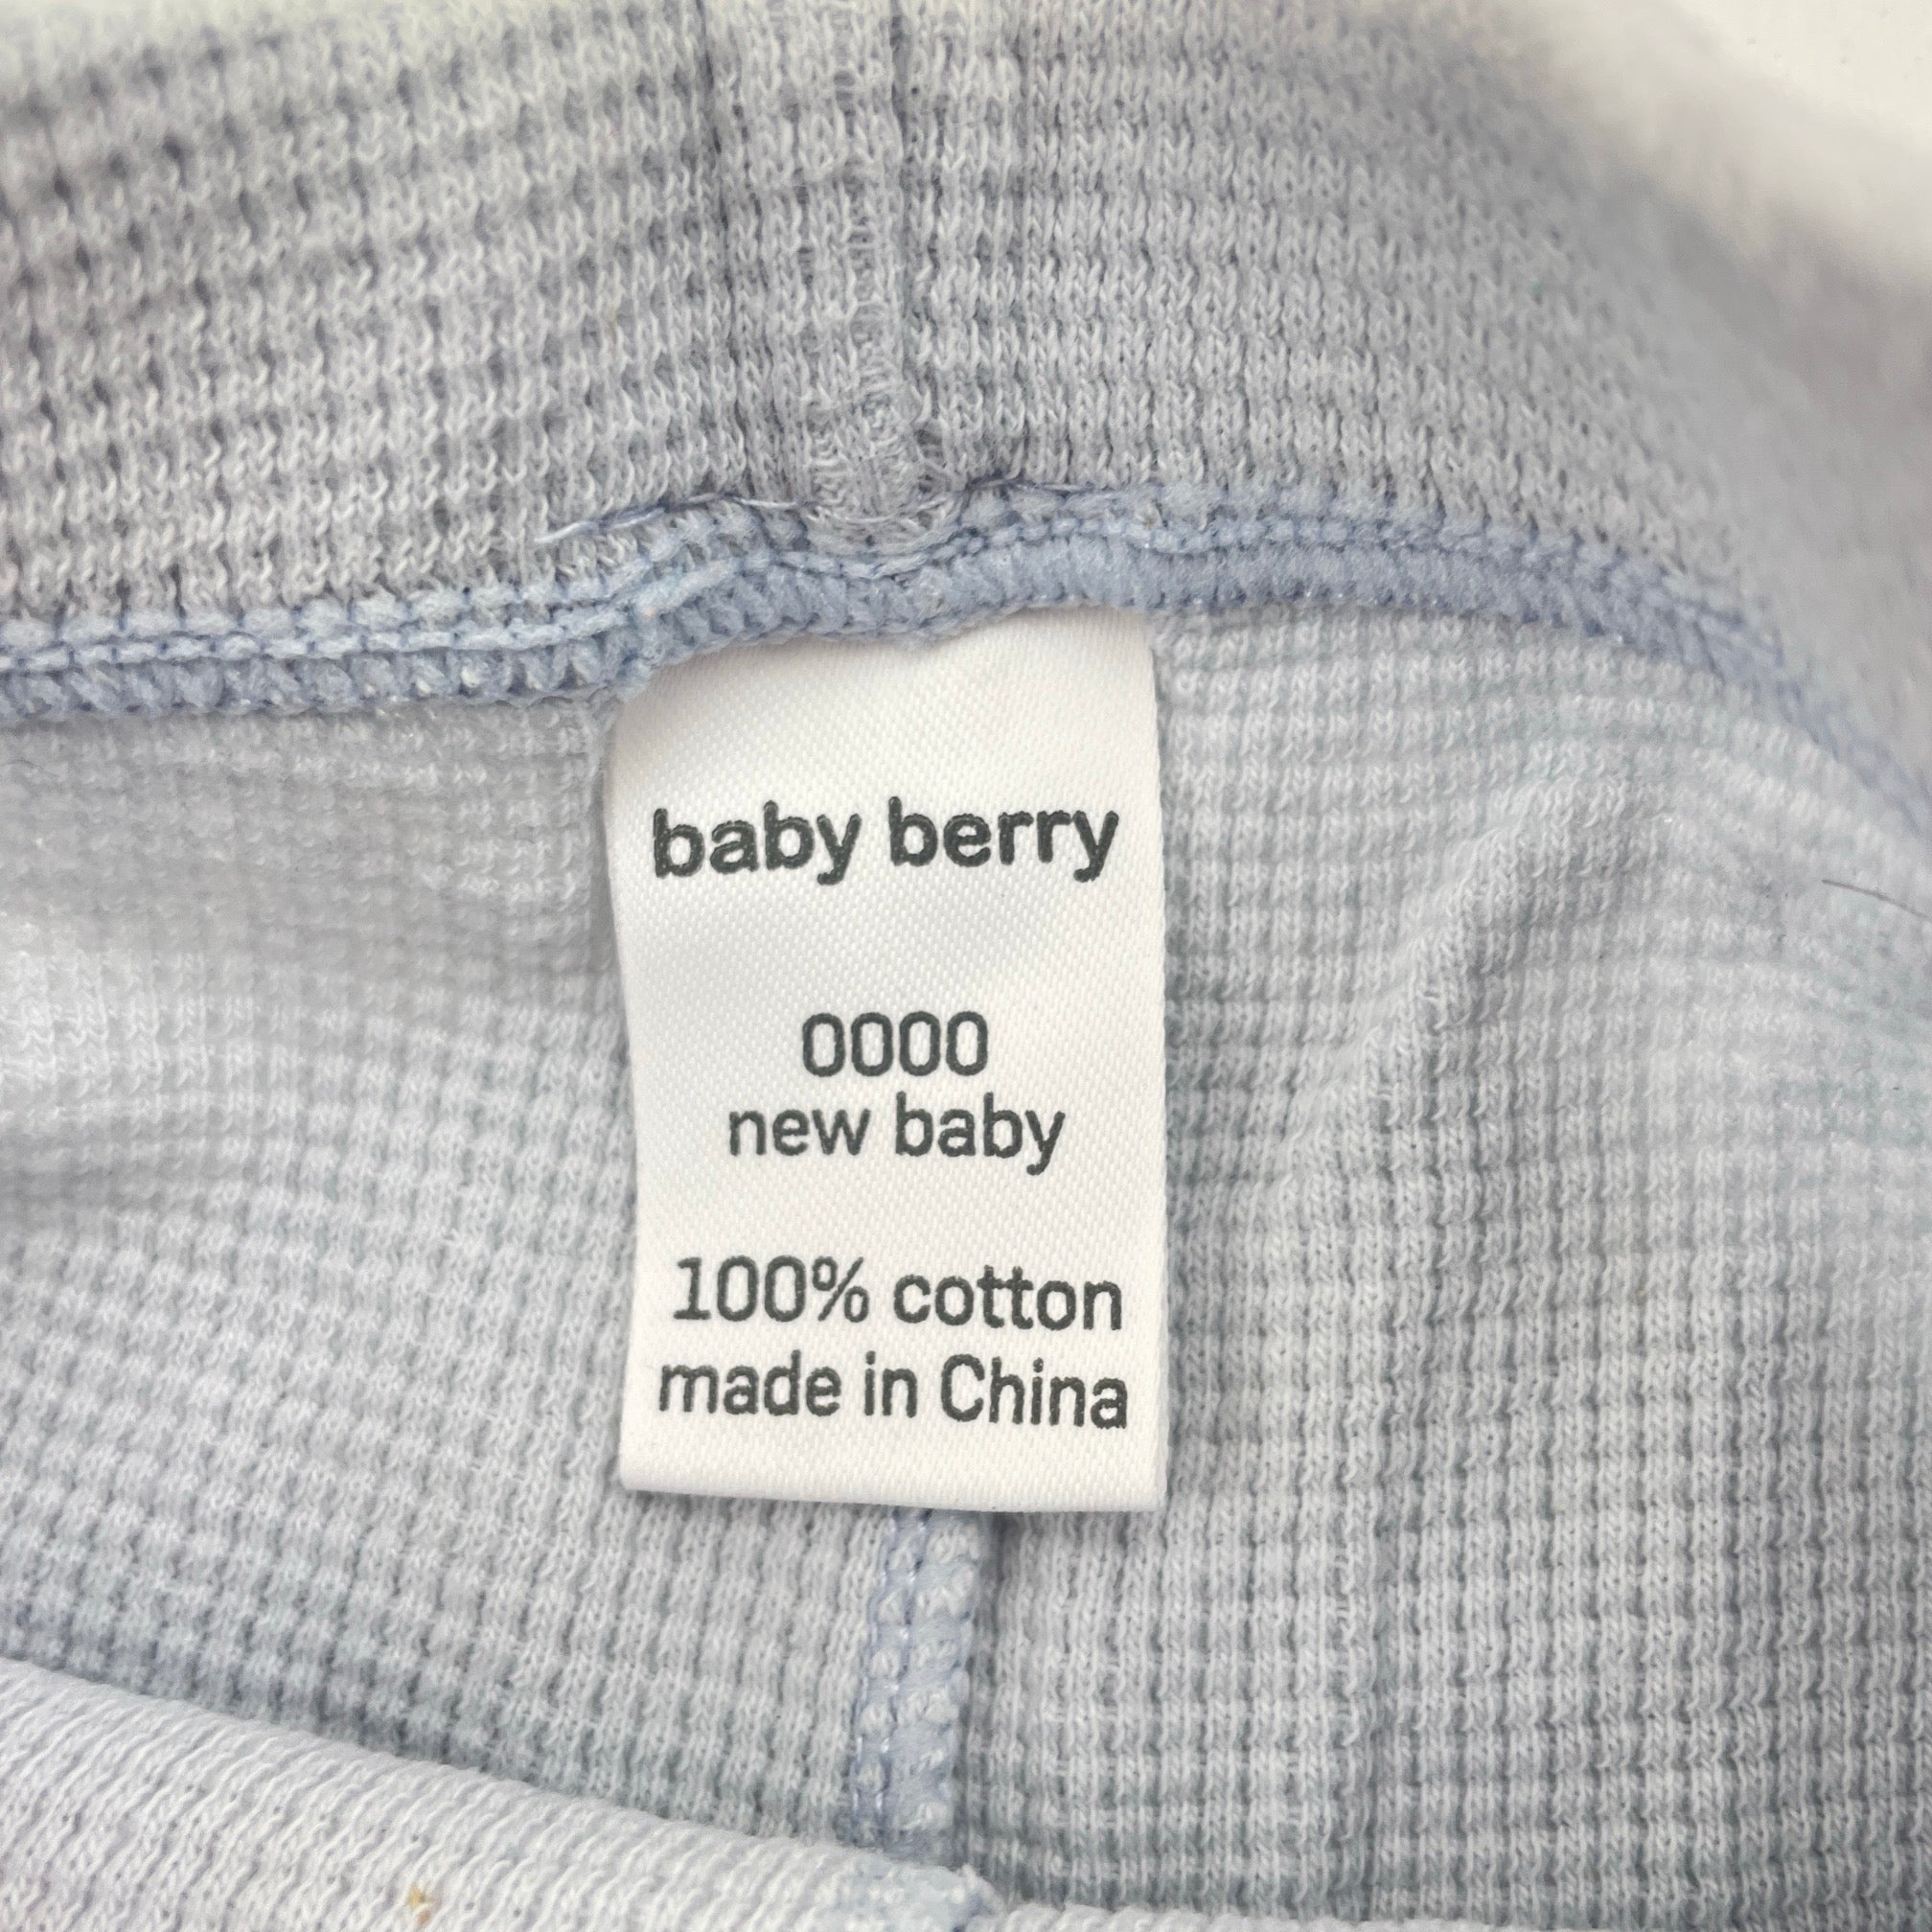 baby berry
0000
new baby
100% cotton
made in China